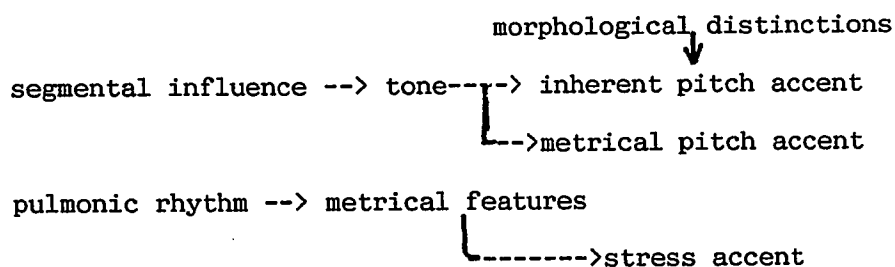 morphological distinctions
segmental influence --> tone----> inherent pitch accent
-->metrical pitch accent
pulmonic rhythm --> metrical features
------->stress accent